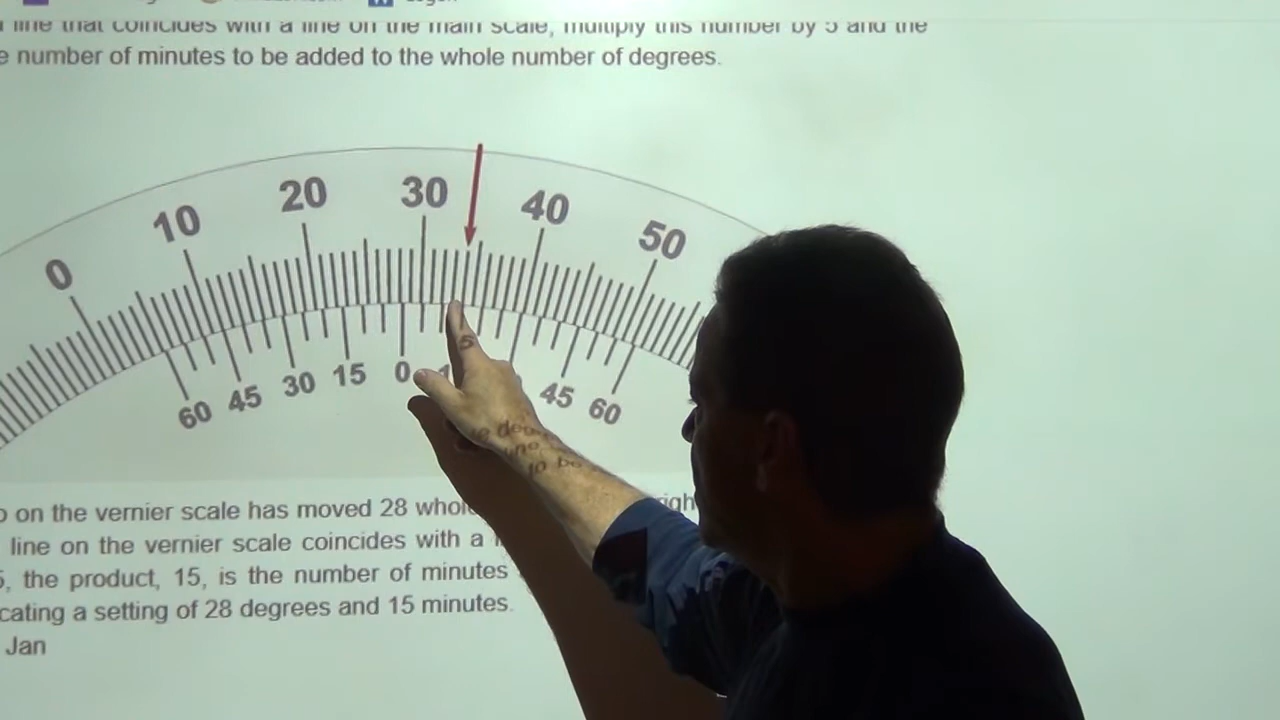 line that coincides with a line on the main scale, multiply this number by 5 and the
number of minutes to be added to the whole number of degrees.
0 10 20 30 40 50
60 45 30 15 0 45 60
on the vernier scale has moved 28
line on the vernier scale coincides with a
the product, 15, is the number of minutes
setting of 28 degrees and 15 minutes.
Jan